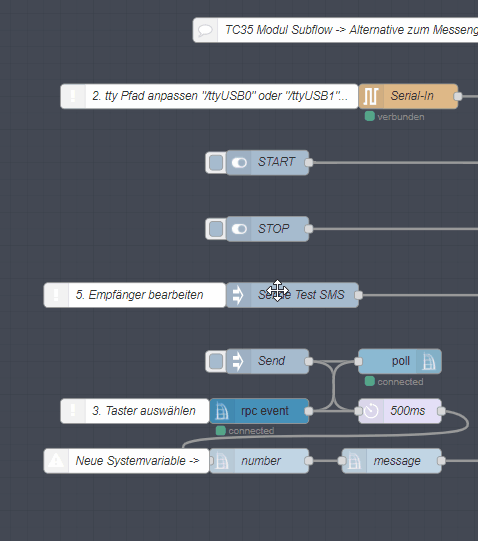 TC35 Modul Subflow -> Alternative zum Messeng
2. tty Pfad anpassen "/ttyUSB0" oder "/ttyUSB1"...
Serial-In
verbunden
START
STOP
5. Empfänger bearbeiten
Sende Test SMS
Send
poll
connected
3. Taster auswählen
rpc event
500ms
connected
Neue Systemvariable ->
number
message